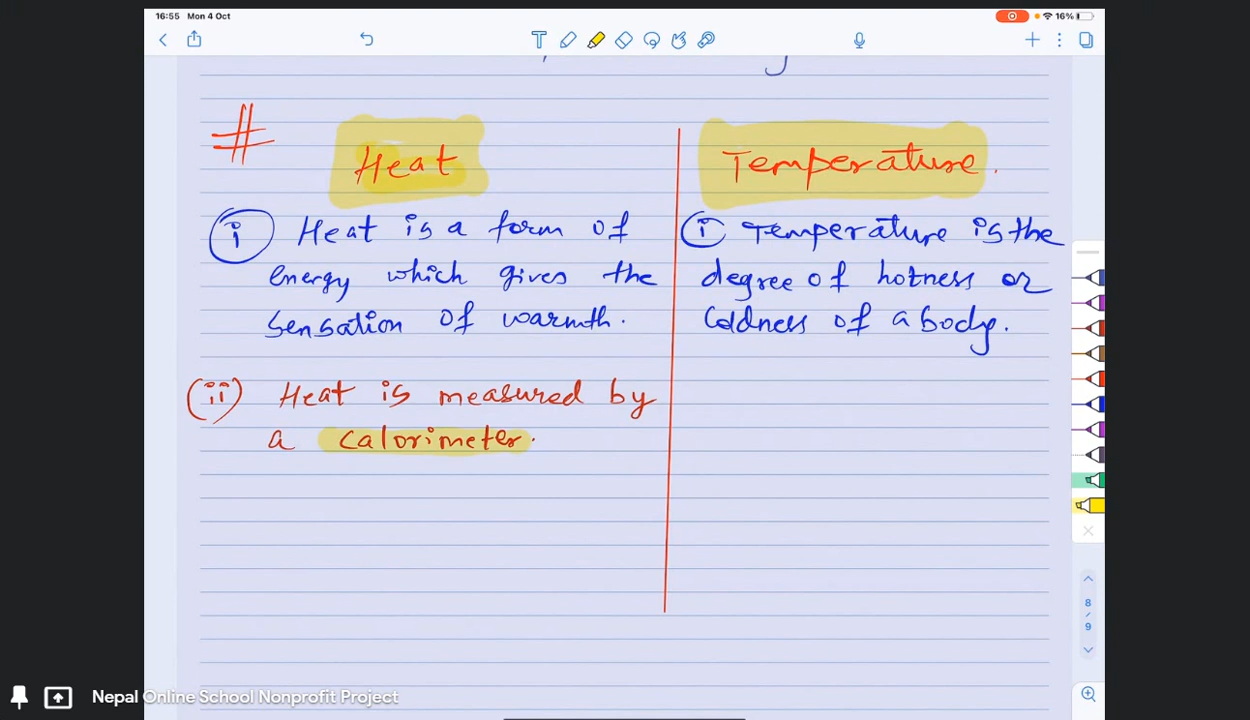 16:55 Mon 4 Oct
16%
#
Heat
Temperature.
(i) Heat is a form of
energy which gives the
sensation of warmth.
(i) Temperature is the
degree of hotness or
coldness of a body.
(ii) Heat is measured by
a calorimeter.
8
/
9
Nepal Online School Nonprofit Project